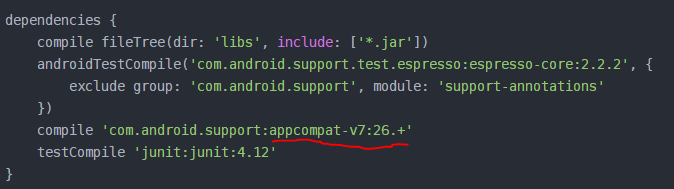 dependencies {
compile fileTree(dir: 'libs', include: ['*.jar'])
androidTestCompile('com.android.support.test.espresso:espresso-core:2.2.2', {
exclude group: 'com.android.support', module: 'support-annotations'
})
compile 'com.android.support:appcompat-v7:26.+'
testCompile 'junit:junit:4.12'
}